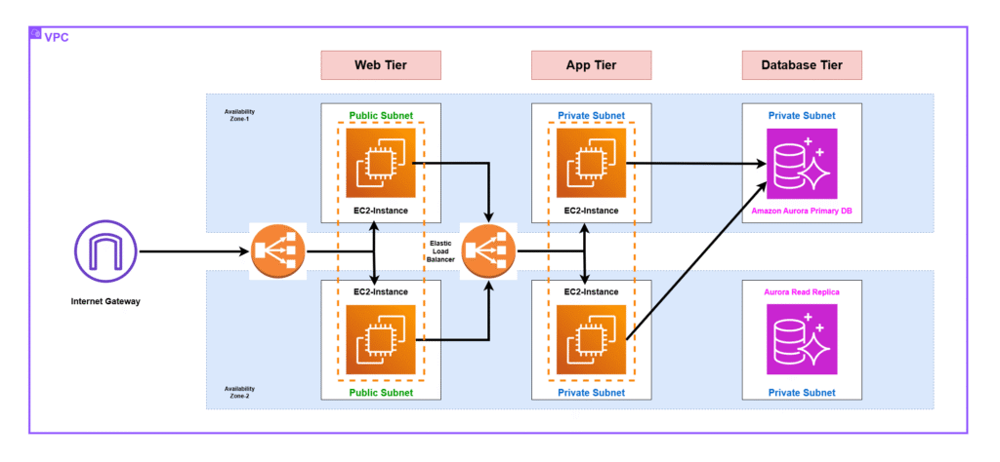 VPC
Web Tier
App Tier
Database Tier
Availability
Zone-1
Public Subnet
EC2-Instance
Private Subnet
EC2-Instance
Private Subnet
Amazon Aurora Primary DB
Internet Gateway
Elastic
Load
Balancer
EC2-Instance
Public Subnet
EC2-Instance
Private Subnet
Aurora Read Replica
Private Subnet
Availability
Zone-2